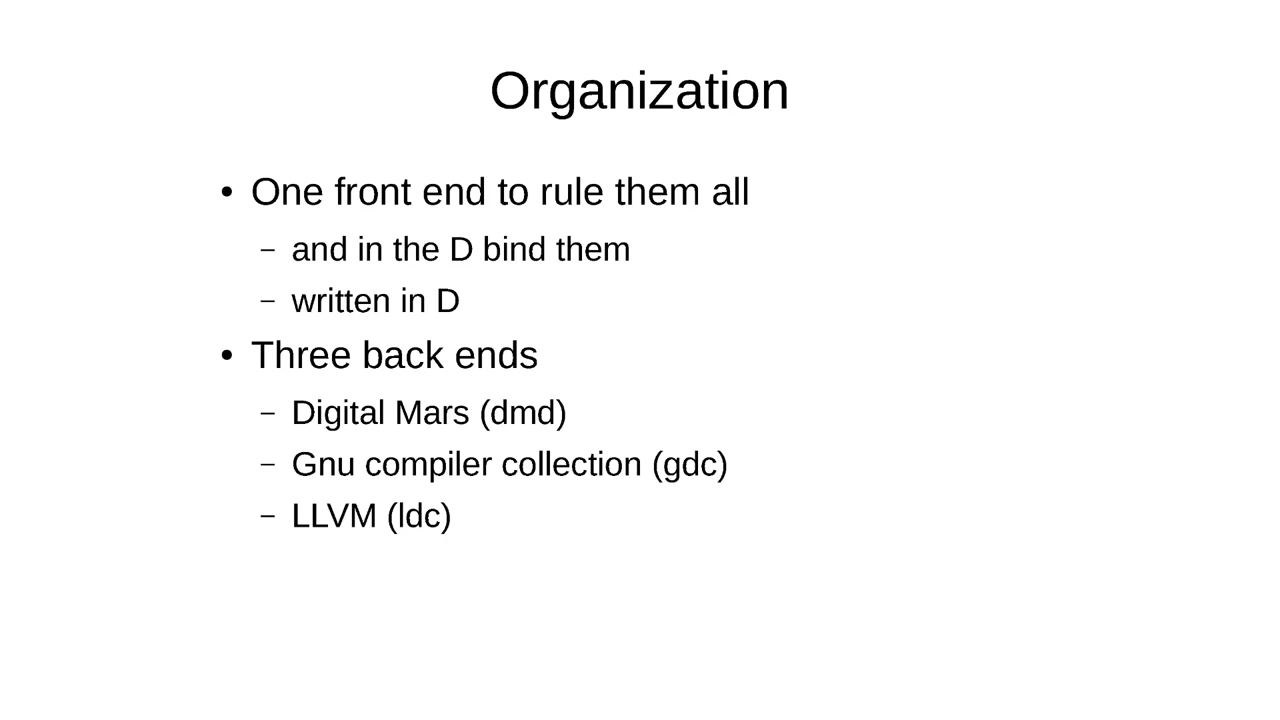 Organization
• One front end to rule them all
– and in the D bind them
– written in D
• Three back ends
– Digital Mars (dmd)
– Gnu compiler collection (gdc)
– LLVM (ldc)